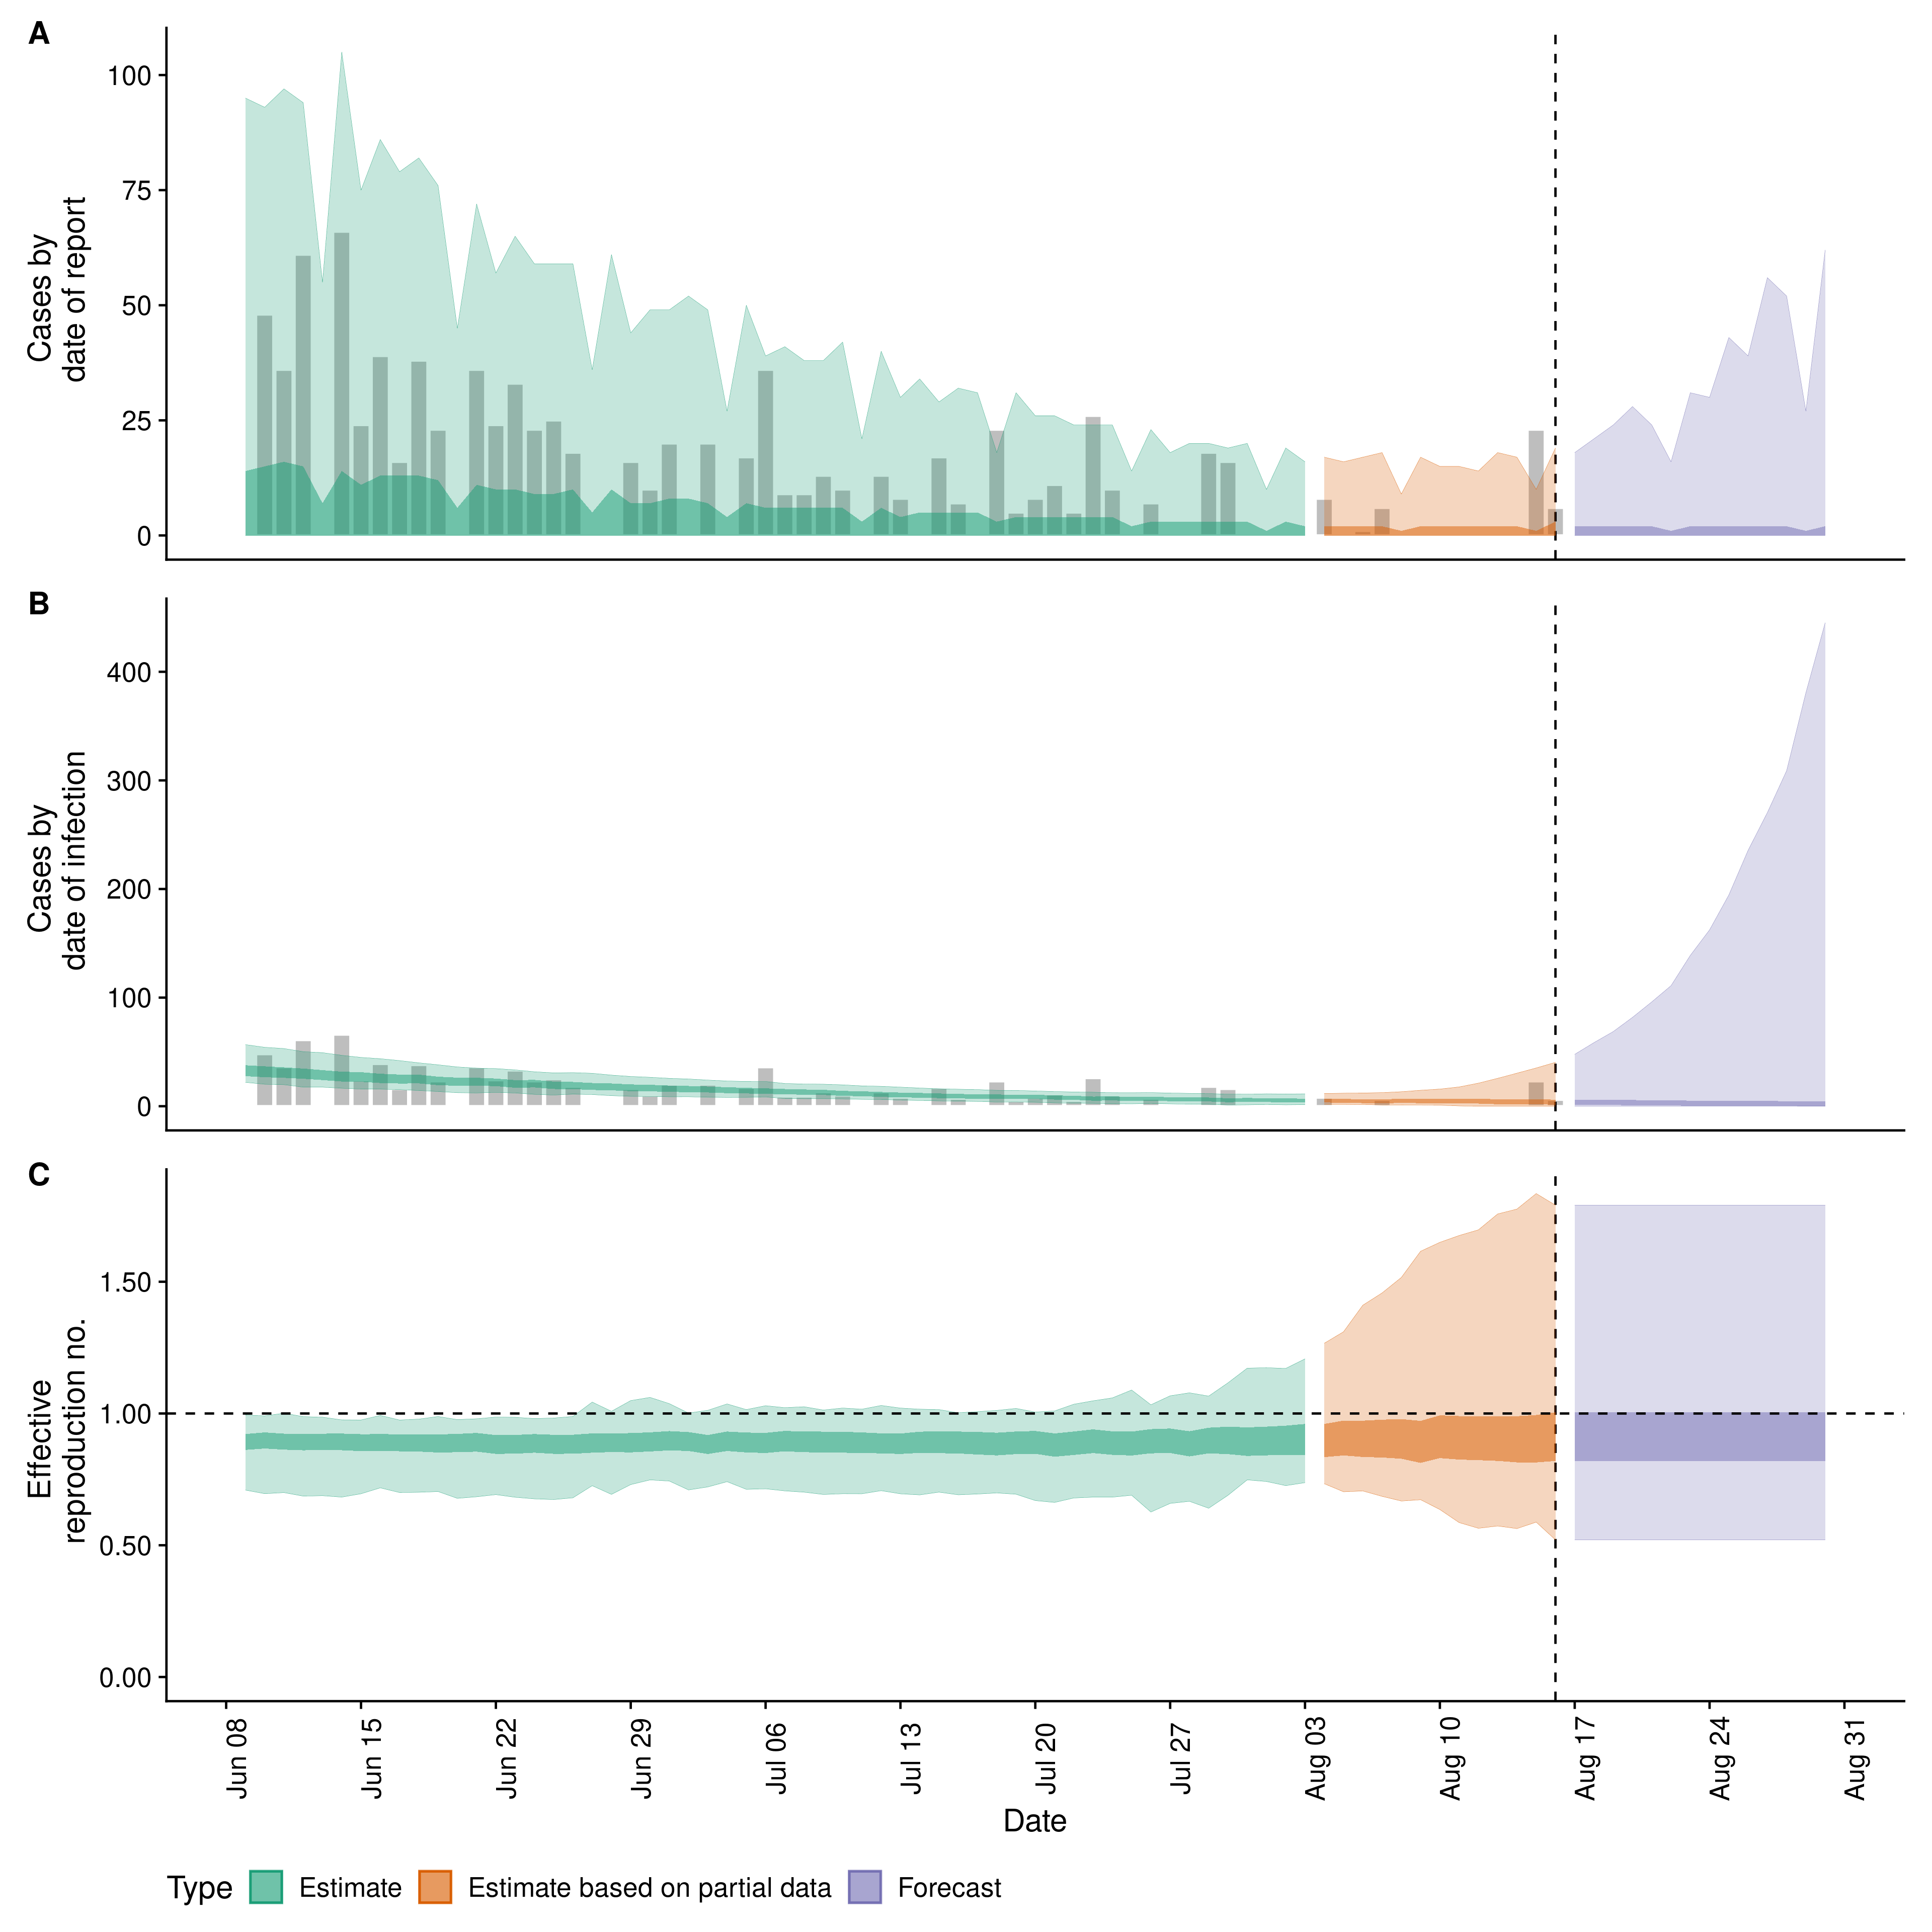 A
Cases by
date of report
100
75
50
25
0
B
Cases by
date of infection
400
300
200
100
0
C
Effective
reproduction no.
1.50
1.00
0.50
0.00
Jun 08
Jun 15
Jun 22
Jun 29
Jul 06
Jul 13
Jul 20
Jul 27
Aug 03
Aug 10
Aug 17
Aug 24
Aug 31
Date
Type Estimate Estimate based on partial data Forecast